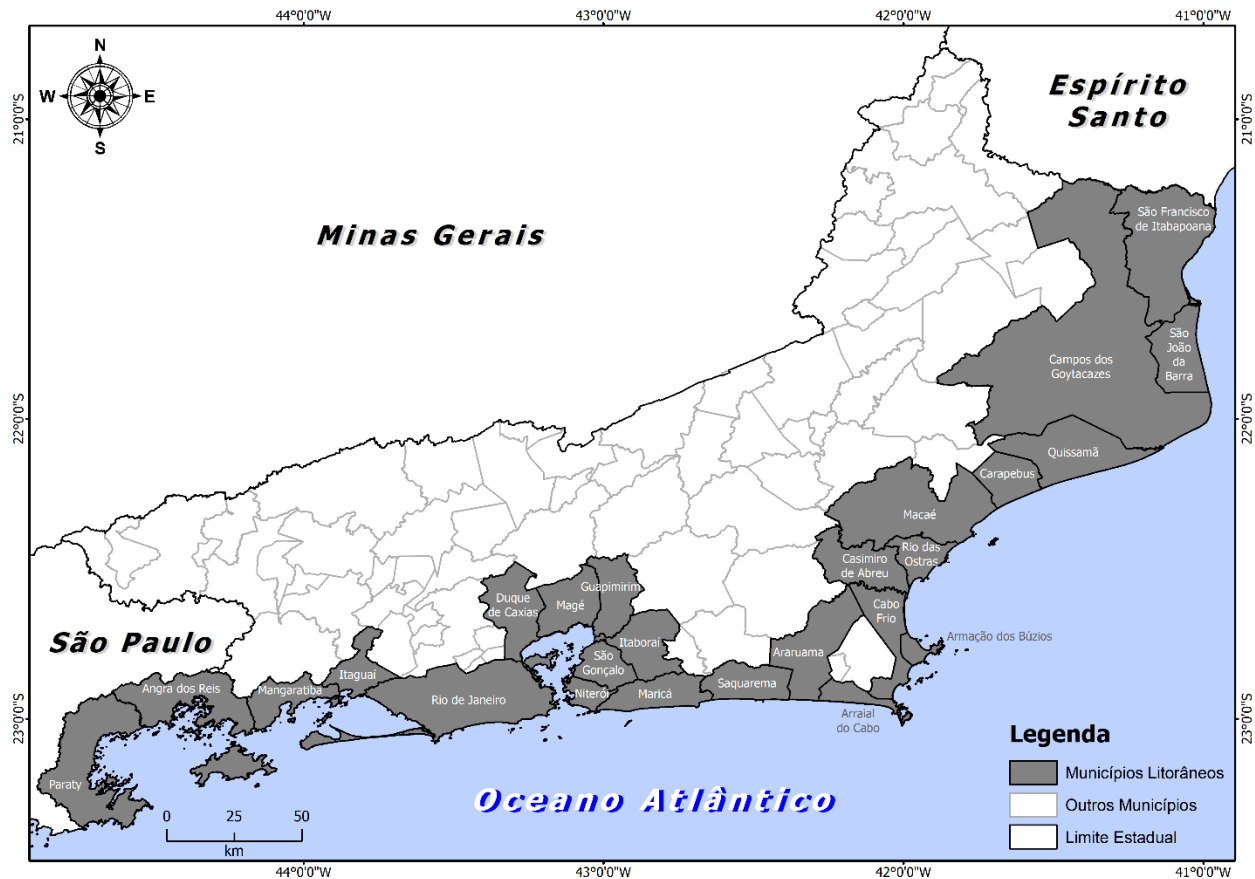 44°0'0"W
43°0'0"W
42°0'0"W
41°0'0"W
N
W
E
S
Espírito
Santo
21°0'0"S
21°0'0"S
São Francisco
de Itabapoana
Minas Gerais
São
João
da
Barra
Campos dos
Goytacazes
22°0'0"S
22°0'0"S
Quissamã
Carapebus
Macaé
Rio das
Ostras
Casimiro
de Abreu
Guapimirim
Duque
de Caxias
Magé
Cabo
Frio
São Paulo
Itaboraí
Armação dos Búzios
São
Gonçalo
Araruama
Itaguaí
Saquarema
Angra dos Reis
Mangaratiba
Niterói
Maricá
Rio de Janeiro
23°0'0"S
23°0'0"S
Arraial
do Cabo
Legenda
Municípios Litorâneos
Paraty
Oceano Atlântico
Outros Municípios
0
25
50
km
Limite Estadual
44°0'0"W
43°0'0"W
42°0'0"W
41°0'0"W